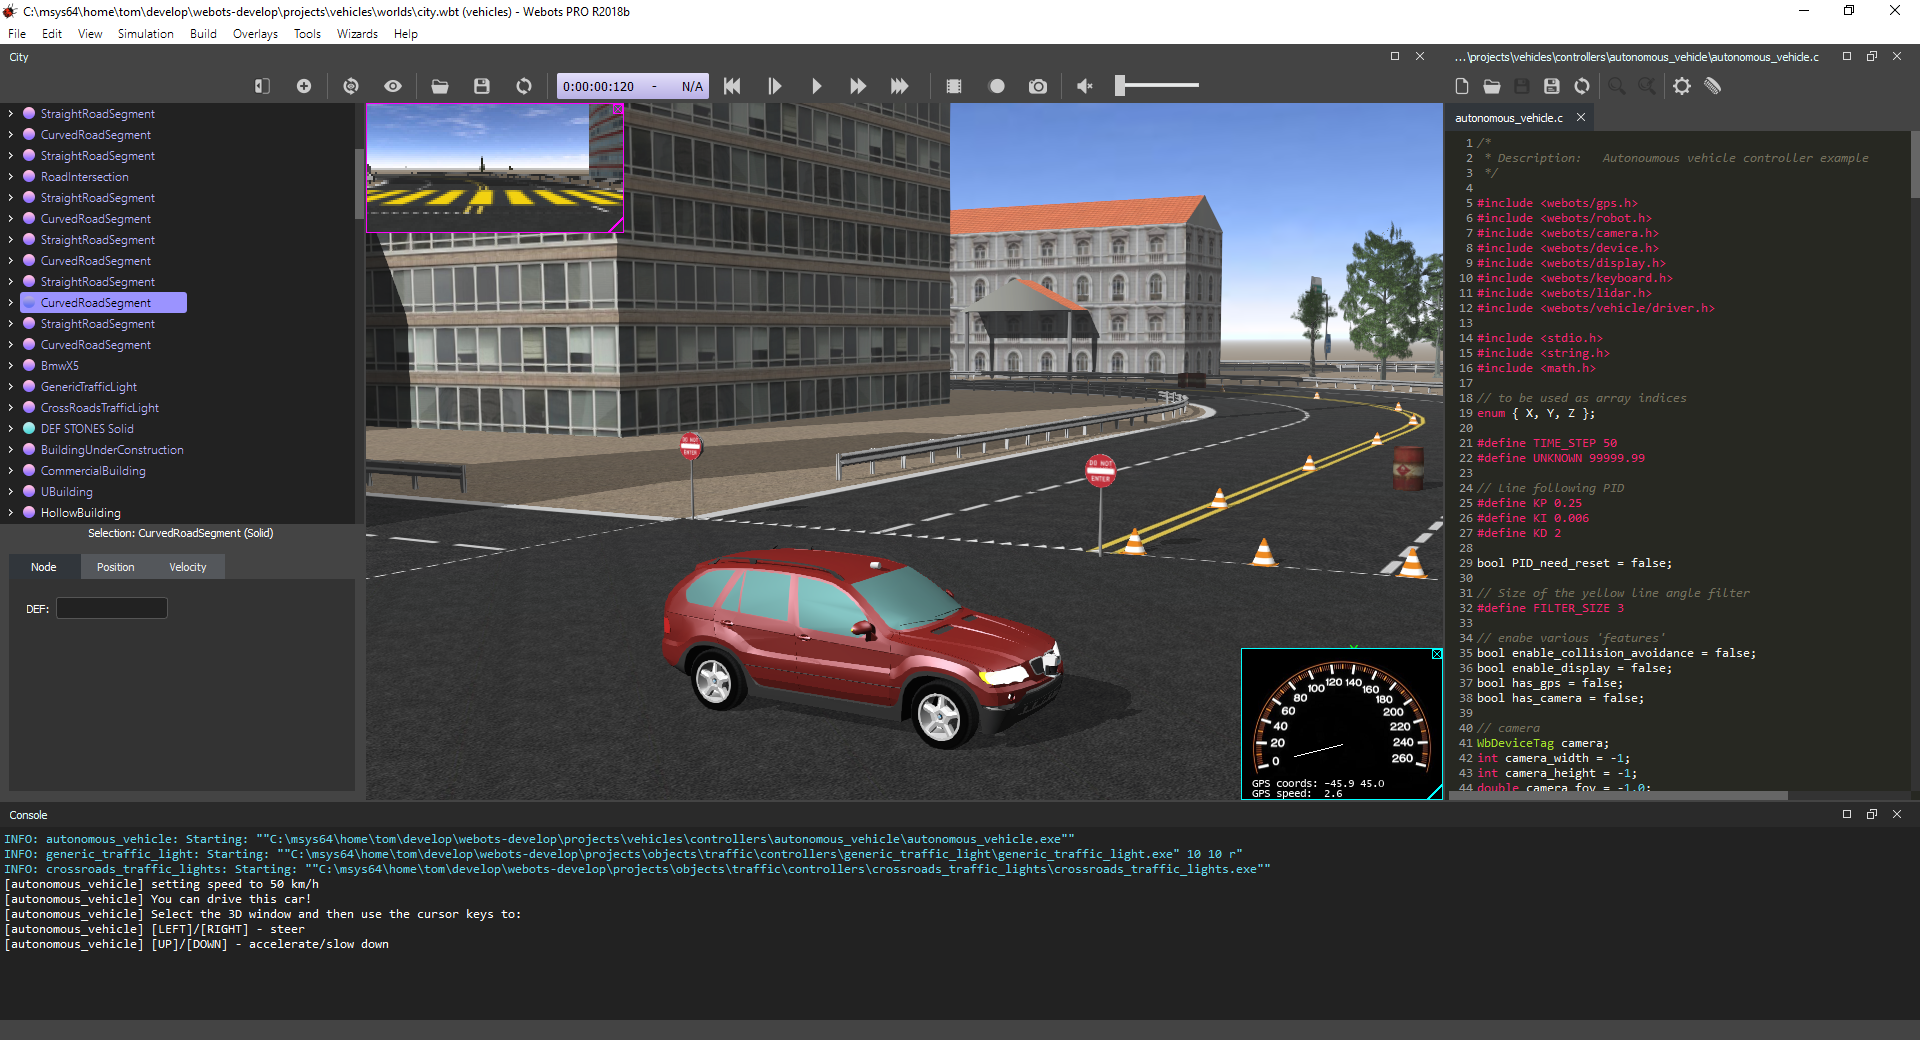 C:\msys64\home\tom\develop\webots-develop\projects\vehicles\worlds\city.wbt (vehicles) - Webots PRO R2018b
File Edit View Simulation Build Overlays Tools Wizards Help
City
0:00:00:120 - N/A
StraightRoadSegment
CurvedRoadSegment
StraightRoadSegment
RoadIntersection
StraightRoadSegment
CurvedRoadSegment
StraightRoadSegment
CurvedRoadSegment
StraightRoadSegment
CurvedRoadSegment
StraightRoadSegment
CurvedRoadSegment
BmwX5
GenericTrafficLight
CrossRoadsTrafficLight
DEF STONES Solid
BuildingUnderConstruction
CommercialBuilding
UBuilding
HollowBuilding
Selection: CurvedRoadSegment (Solid)
Node Position Velocity
DEF:
DO NOT
ENTER
DO NOT
ENTER
0 20 40 60 80 100 120 140 160 180 200 220 240 260
GPS coords: -45.9 45.0
GPS speed: 2.6
...\projects\vehicles\controllers\autonomous_vehicle\autonomous_vehicle.c
autonomous_vehicle.c
1 /*
2 * Description: Autonoumous vehicle controller example
3 */
4
5 #include <webots/gps.h>
6 #include <webots/robot.h>
7 #include <webots/camera.h>
8 #include <webots/device.h>
9 #include <webots/display.h>
10 #include <webots/keyboard.h>
11 #include <webots/lidar.h>
12 #include <webots/vehicle/driver.h>
13
14 #include <stdio.h>
15 #include <string.h>
16 #include <math.h>
17
18 // to be used as array indices
19 enum { X, Y, Z };
20
21 #define TIME_STEP 50
22 #define UNKNOWN 99999.99
23
24 // Line following PID
25 #define KP 0.25
26 #define KI 0.006
27 #define KD 2
28
29 bool PID_need_reset = false;
30
31 // Size of the yellow line angle filter
32 #define FILTER_SIZE 3
33
34 // enabe various 'features'
35 bool enable_collision_avoidance = false;
36 bool enable_display = false;
37 bool has_gps = false;
38 bool has_camera = false;
39
40 // camera
41 WbDeviceTag camera;
42 int camera_width = -1;
43 int camera_height = -1;
44 double camera_fov = -1.0;
Console
INFO: autonomous_vehicle: Starting: ""C:\msys64\home\tom\develop\webots-develop\projects\vehicles\controllers\autonomous_vehicle\autonomous_vehicle.exe""
INFO: generic_traffic_light: Starting: ""C:\msys64\home\tom\develop\webots-develop\projects\objects\traffic\controllers\generic_traffic_light\generic_traffic_light.exe" 10 10 r"
INFO: crossroads_traffic_lights: Starting: ""C:\msys64\home\tom\develop\webots-develop\projects\objects\traffic\controllers\crossroads_traffic_lights\crossroads_traffic_lights.exe""
[autonomous_vehicle] setting speed to 50 km/h
[autonomous_vehicle] You can drive this car!
[autonomous_vehicle] Select the 3D window and then use the cursor keys to:
[autonomous_vehicle] [LEFT]/[RIGHT] - steer
[autonomous_vehicle] [UP]/[DOWN] - accelerate/slow down